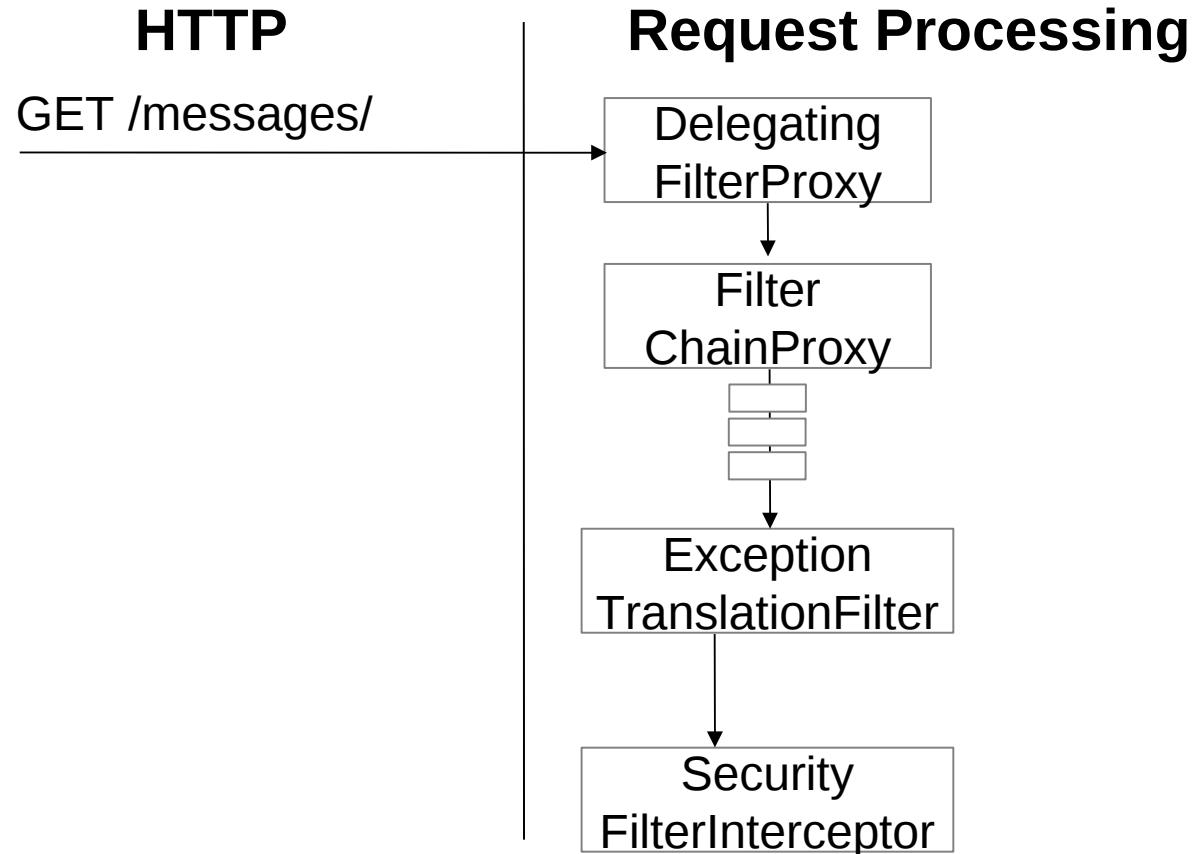 HTTP
Request Processing
GET /messages/
Delegating
FilterProxy
Filter
ChainProxy
Exception
TranslationFilter
Security
FilterInterceptor